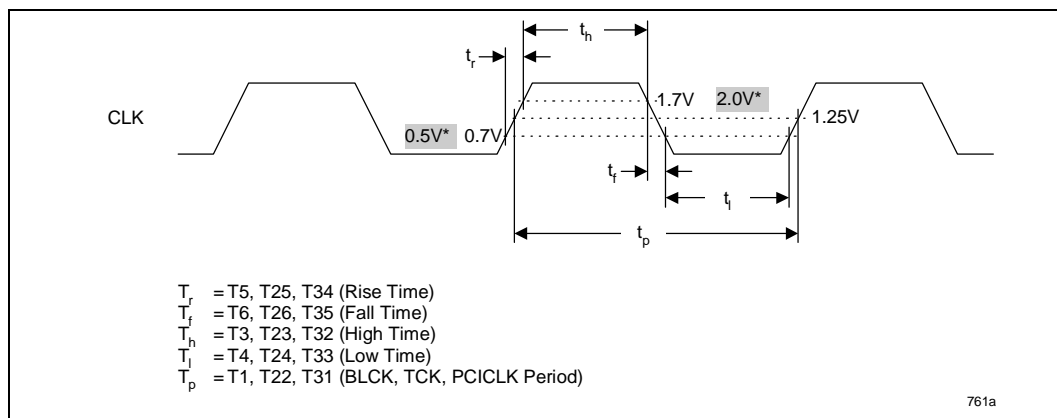 t_h
t_r
CLK
1.7V 2.0V*
1.25V
0.5V* 0.7V
t_f
t_l
t_p
T_r = T5, T25, T34 (Rise Time)
T_f = T6, T26, T35 (Fall Time)
T_h = T3, T23, T32 (High Time)
T_l = T4, T24, T33 (Low Time)
T_p = T1, T22, T31 (BLCK, TCK, PCICLK Period)
761a